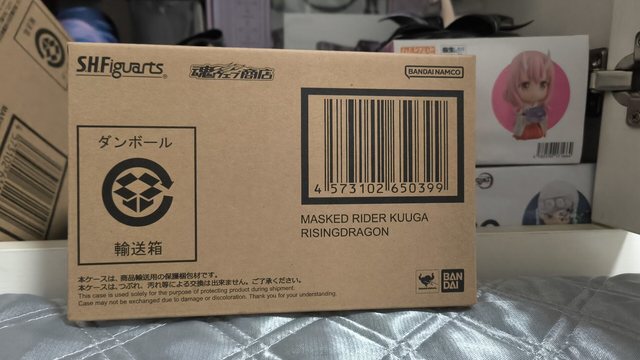 S.H.Figuarts
魂ウェブ商店
BANDAI NAMCO
ダンボール
輸送箱
4 573102 650399
MASKED RIDER KUUGA
RISINGDRAGON
本ケースは、商品輸送用の保護梱包材です。
本ケースは、つぶれ、汚れ等による交換は出来ません。ご了承ください。
This case is used solely for the purpose of protecting product during shipment.
Case may not be exchanged due to damage or discoloration. Thank you for your understanding.
BAN
DAI